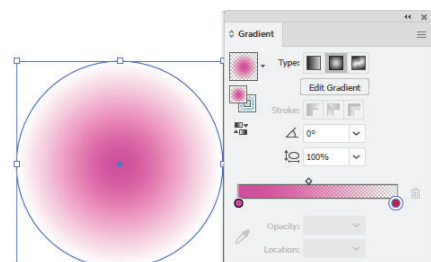 Gradient
Type:
Edit Gradient
Stroke:
0°
100%
Opacity:
Location: